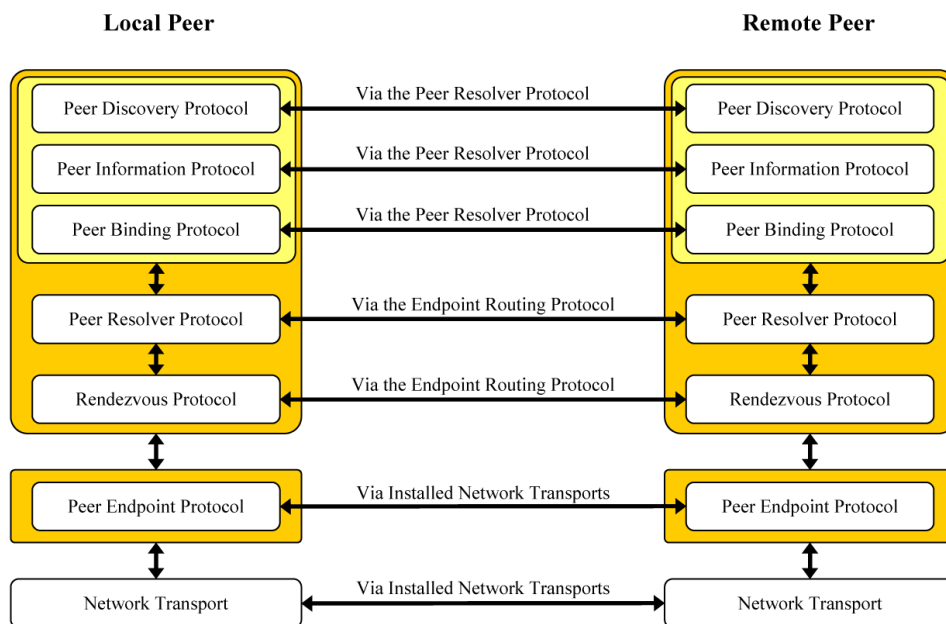 Local Peer
Remote Peer
Peer Discovery Protocol
Via the Peer Resolver Protocol
Peer Discovery Protocol
Peer Information Protocol
Via the Peer Resolver Protocol
Peer Information Protocol
Peer Binding Protocol
Via the Peer Resolver Protocol
Peer Binding Protocol
Peer Resolver Protocol
Via the Endpoint Routing Protocol
Peer Resolver Protocol
Rendezvous Protocol
Via the Endpoint Routing Protocol
Rendezvous Protocol
Peer Endpoint Protocol
Via Installed Network Transports
Peer Endpoint Protocol
Network Transport
Via Installed Network Transports
Network Transport